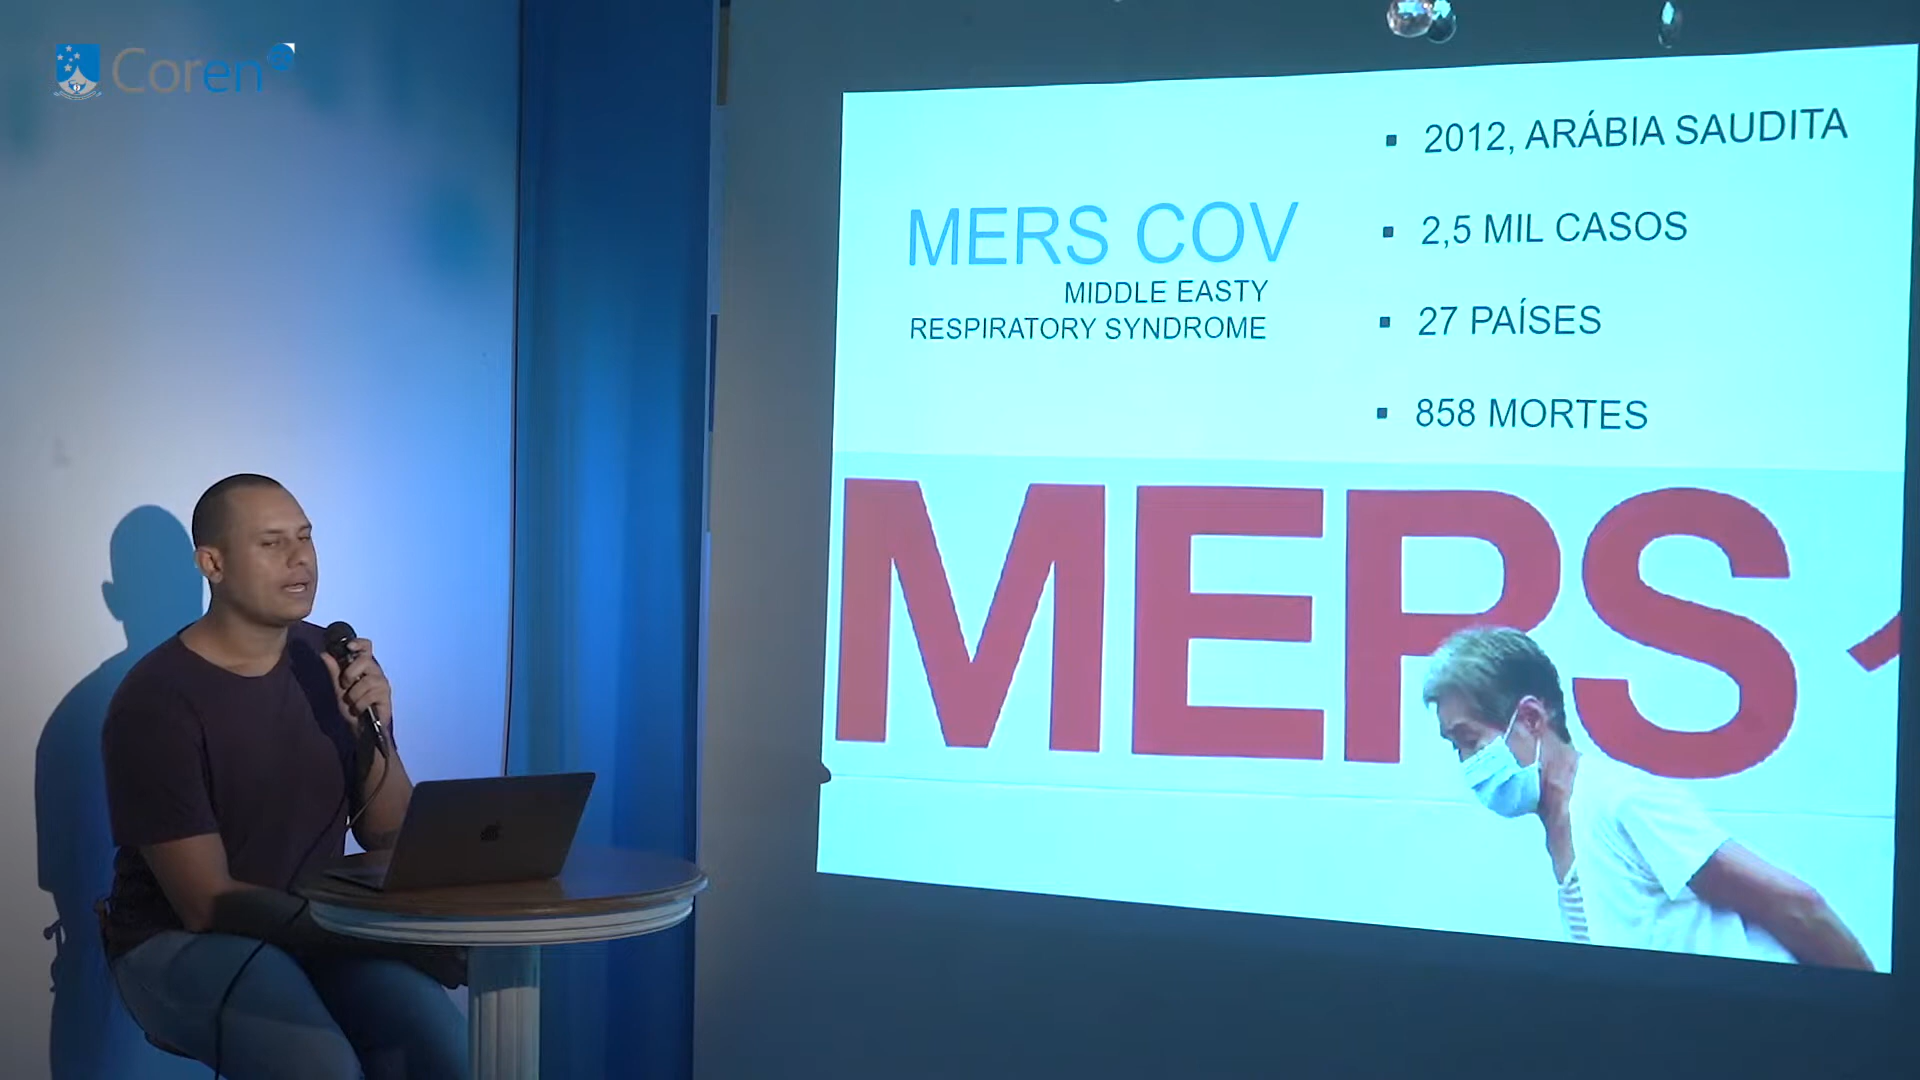 Coren
MERS COV
MIDDLE EASTY
RESPIRATORY SYNDROME
▪ 2012, ARÁBIA SAUDITA
▪ 2,5 MIL CASOS
▪ 27 PAÍSES
▪ 858 MORTES
MERS